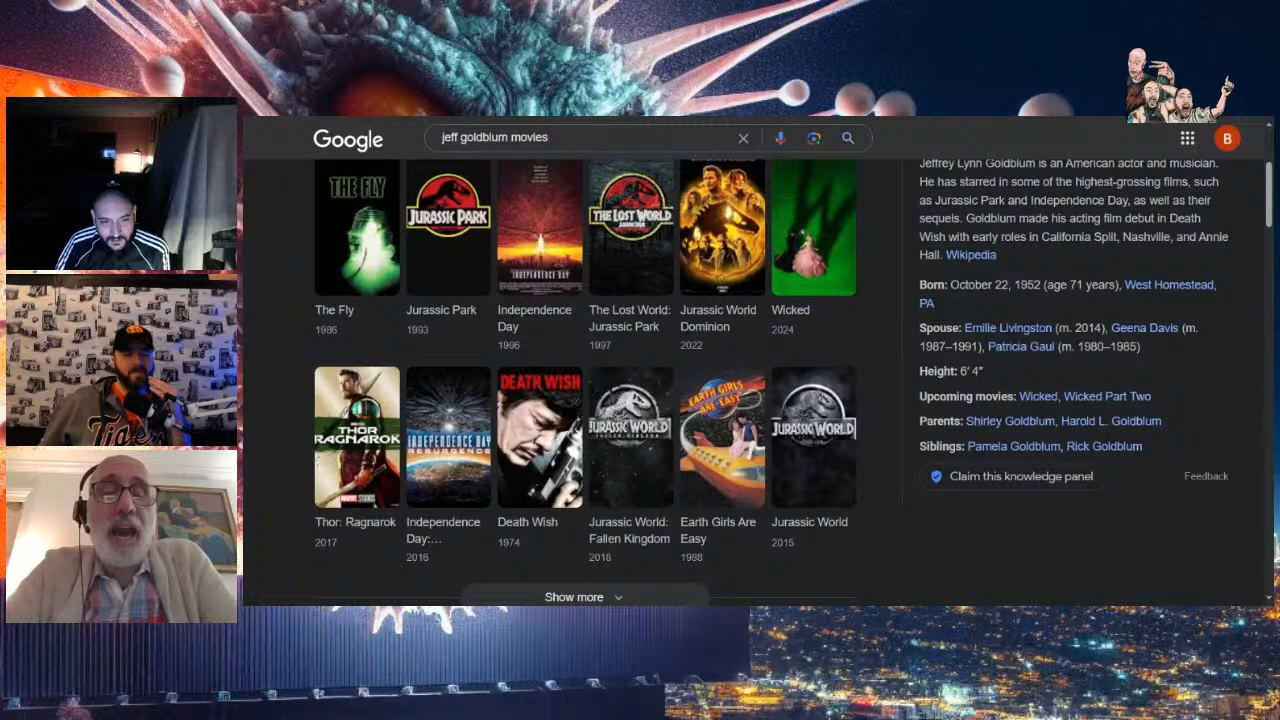 Google
jeff goldblum movies
B
THE FLY
JURASSIC PARK
INDEPENDENCE DAY
THE LOST WORLD
JURASSIC PARK
The Fly
1986
Jurassic Park
1993
Independence
Day
1996
The Lost World:
Jurassic Park
1997
Jurassic World
Dominion
2022
Wicked
2024
THOR
RAGNAROK
MARVEL STUDIOS
INDEPENDENCE DAY
RESURGENCE
DEATH WISH
JURASSIC WORLD
FALLEN KINGDOM
EARTH GIRLS
ARE EASY
JURASSIC WORLD
Thor: Ragnarok
2017
Independence
Day:...
2016
Death Wish
1974
Jurassic World:
Fallen Kingdom
2018
Earth Girls Are
Easy
1988
Jurassic World
2015
Show more
Jeffrey Lynn Goldblum is an American actor and musician.
He has starred in some of the highest-grossing films, such
as Jurassic Park and Independence Day, as well as their
sequels. Goldblum made his acting film debut in Death
Wish with early roles in California Split, Nashville, and Annie
Hall. Wikipedia
Born: October 22, 1952 (age 71 years), West Homestead,
PA
Spouse: Emilie Livingston (m. 2014), Geena Davis (m.
1987–1991), Patricia Gaul (m. 1980–1985)
Height: 6′ 4″
Upcoming movies: Wicked, Wicked Part Two
Parents: Shirley Goldblum, Harold L. Goldblum
Siblings: Pamela Goldblum, Rick Goldblum
Claim this knowledge panel
Feedback
Tigers